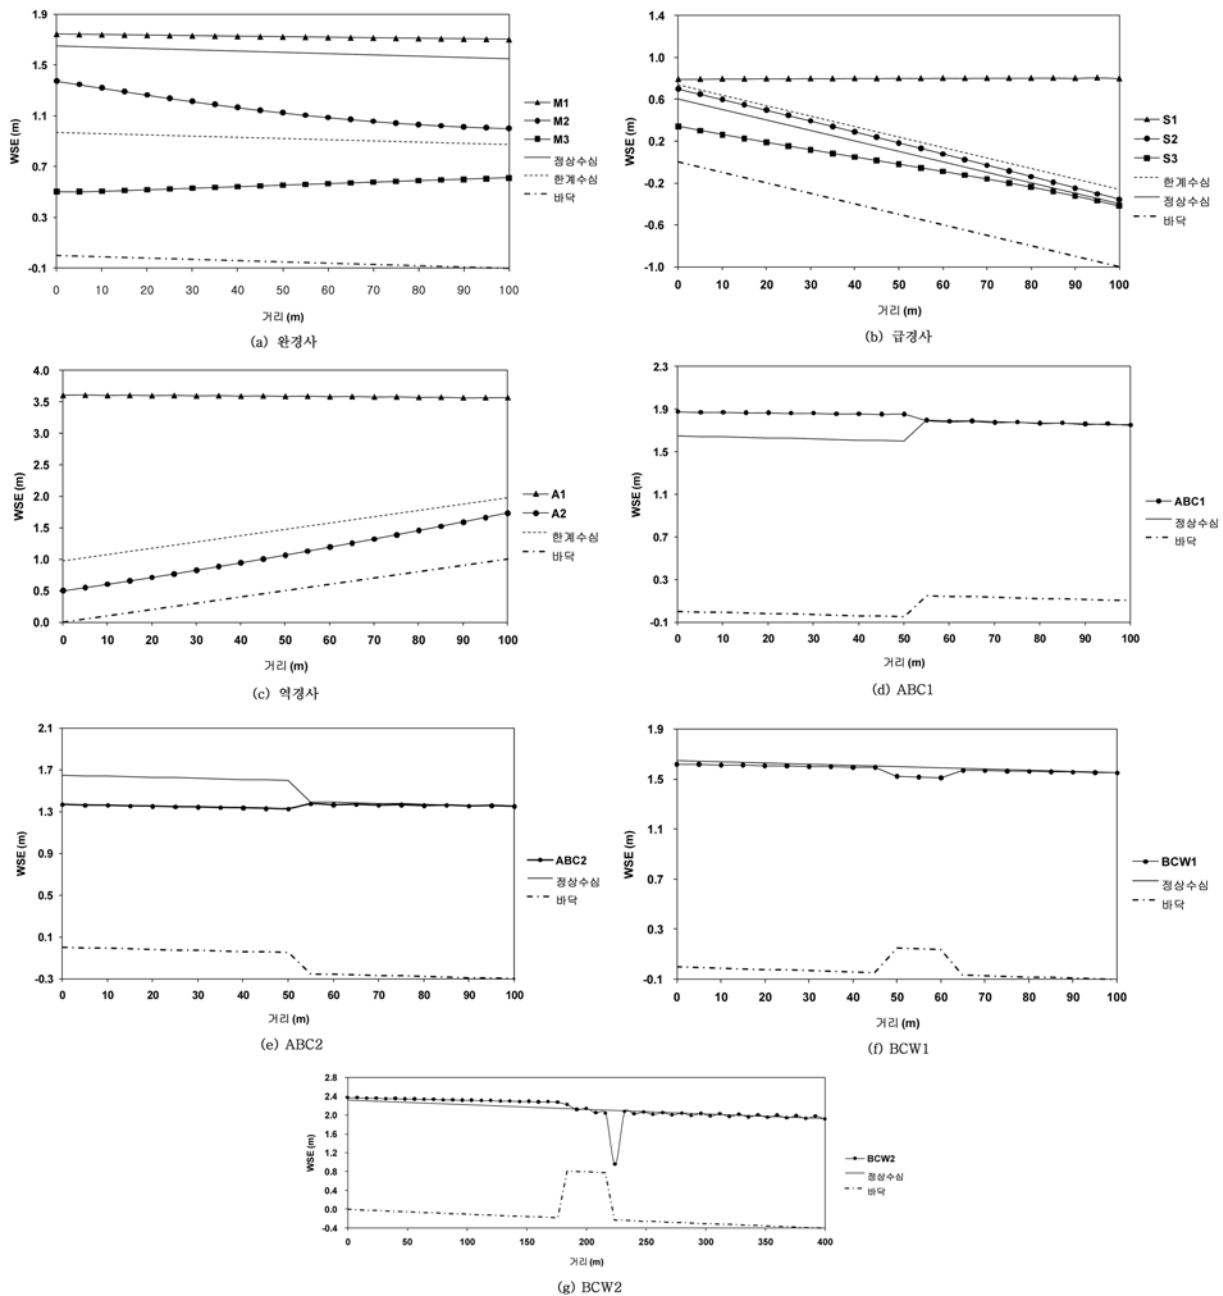 1.9
1.5
1.1
0.7
0.3
-0.1
WSE (m)
0 10 20 30 40 50 60 70 80 90 100
거리 (m)
M1
M2
M3
정상수심
한계수심
바닥
(a) 완경사
1.4
1.0
0.6
0.2
-0.2
-0.6
-1.0
WSE (m)
0 10 20 30 40 50 60 70 80 90 100
거리 (m)
S1
S2
S3
한계수심
정상수심
바닥
(b) 급경사
4.0
3.5
3.0
2.5
2.0
1.5
1.0
0.5
0.0
WSE (m)
0 10 20 30 40 50 60 70 80 90 100
거리 (m)
A1
A2
한계수심
바닥
(c) 역경사
2.3
1.9
1.5
1.1
0.7
0.3
-0.1
WSE (m)
0 10 20 30 40 50 60 70 80 90 100
거리 (m)
ABC1
정상수심
바닥
(d) ABC1
2.1
1.7
1.3
0.9
0.5
0.1
-0.3
WSE (m)
0 10 20 30 40 50 60 70 80 90 100
거리 (m)
ABC2
정상수심
바닥
(e) ABC2
1.9
1.5
1.1
0.7
0.3
-0.1
WSE (m)
0 10 20 30 40 50 60 70 80 90 100
거리 (m)
BCW1
정상수심
바닥
(f) BCW1
2.8
2.4
2.0
1.6
1.2
0.8
0.4
0.0
-0.4
WSE (m)
0 50 100 150 200 250 300 350 400
거리 (m)
BCW2
정상수심
바닥
(g) BCW2